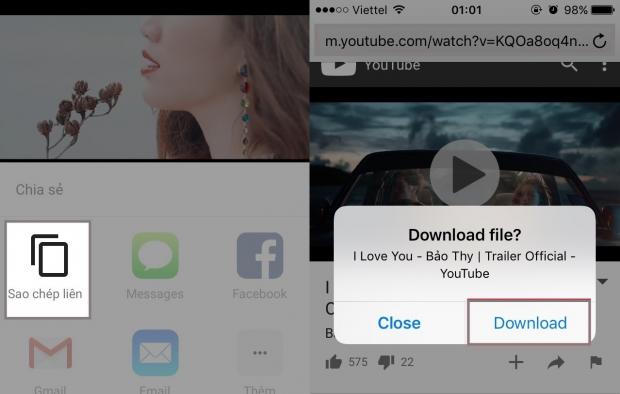 Chia sẻ
Sao chép liên
Messages
Facebook
Gmail
Email
Thêm
Viettel
01:01
98%
m.youtube.com/watch?v=KQOa8oq4n...
YouTube
Download file?
I Love You - Bảo Thy | Trailer Official -
YouTube
Close
Download
I
575
22